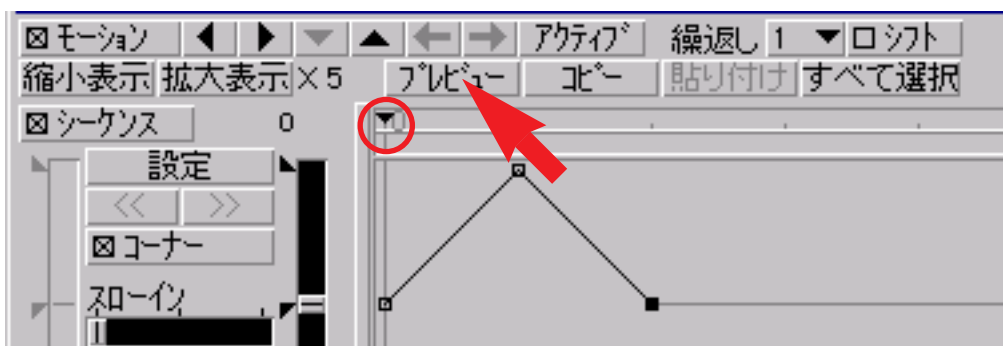 モーション アクティブ 繰返し 1 シフト
縮小表示 拡大表示 ×5 プレビュー コピー 貼り付け すべて選択
シーケンス 0 0
設定
<< >>
コーナー
スローイン